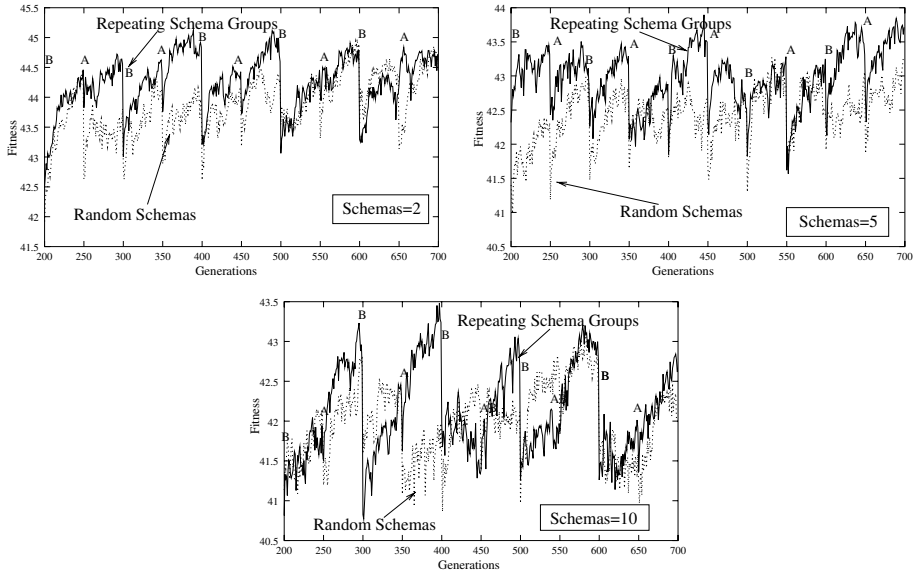 45.5
45
44.5
44
43.5
43
42.5
42
41.5
Fitness
Repeating Schema Groups
B A B A B A B A B A
Random Schemas
Schemas=2
200 250 300 350 400 450 500 550 600 650 700
Generations
44
43.5
43
42.5
42
41.5
41
40.5
Fitness
Repeating Schema Groups
B A B A B A B A B A
Random Schemas
Schemas=5
200 250 300 350 400 450 500 550 600 650 700
Generations
43.5
43
42.5
42
41.5
41
40.5
Fitness
Repeating Schema Groups
B A B A B A B B A B A
Random Schemas
Schemas=10
200 250 300 350 400 450 500 550 600 650 700
Generations